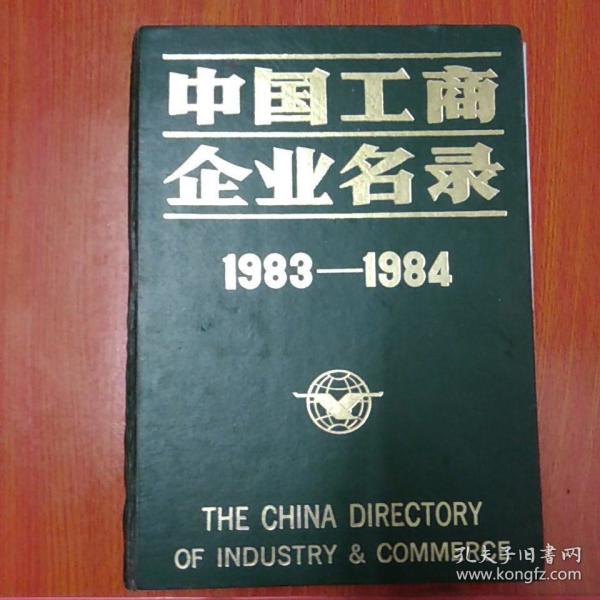 中国工商
企业名录
1983—1984
THE CHINA DIRECTORY
OF INDUSTRY & COMMERCE
孔夫子旧書网
www.kongfz.com